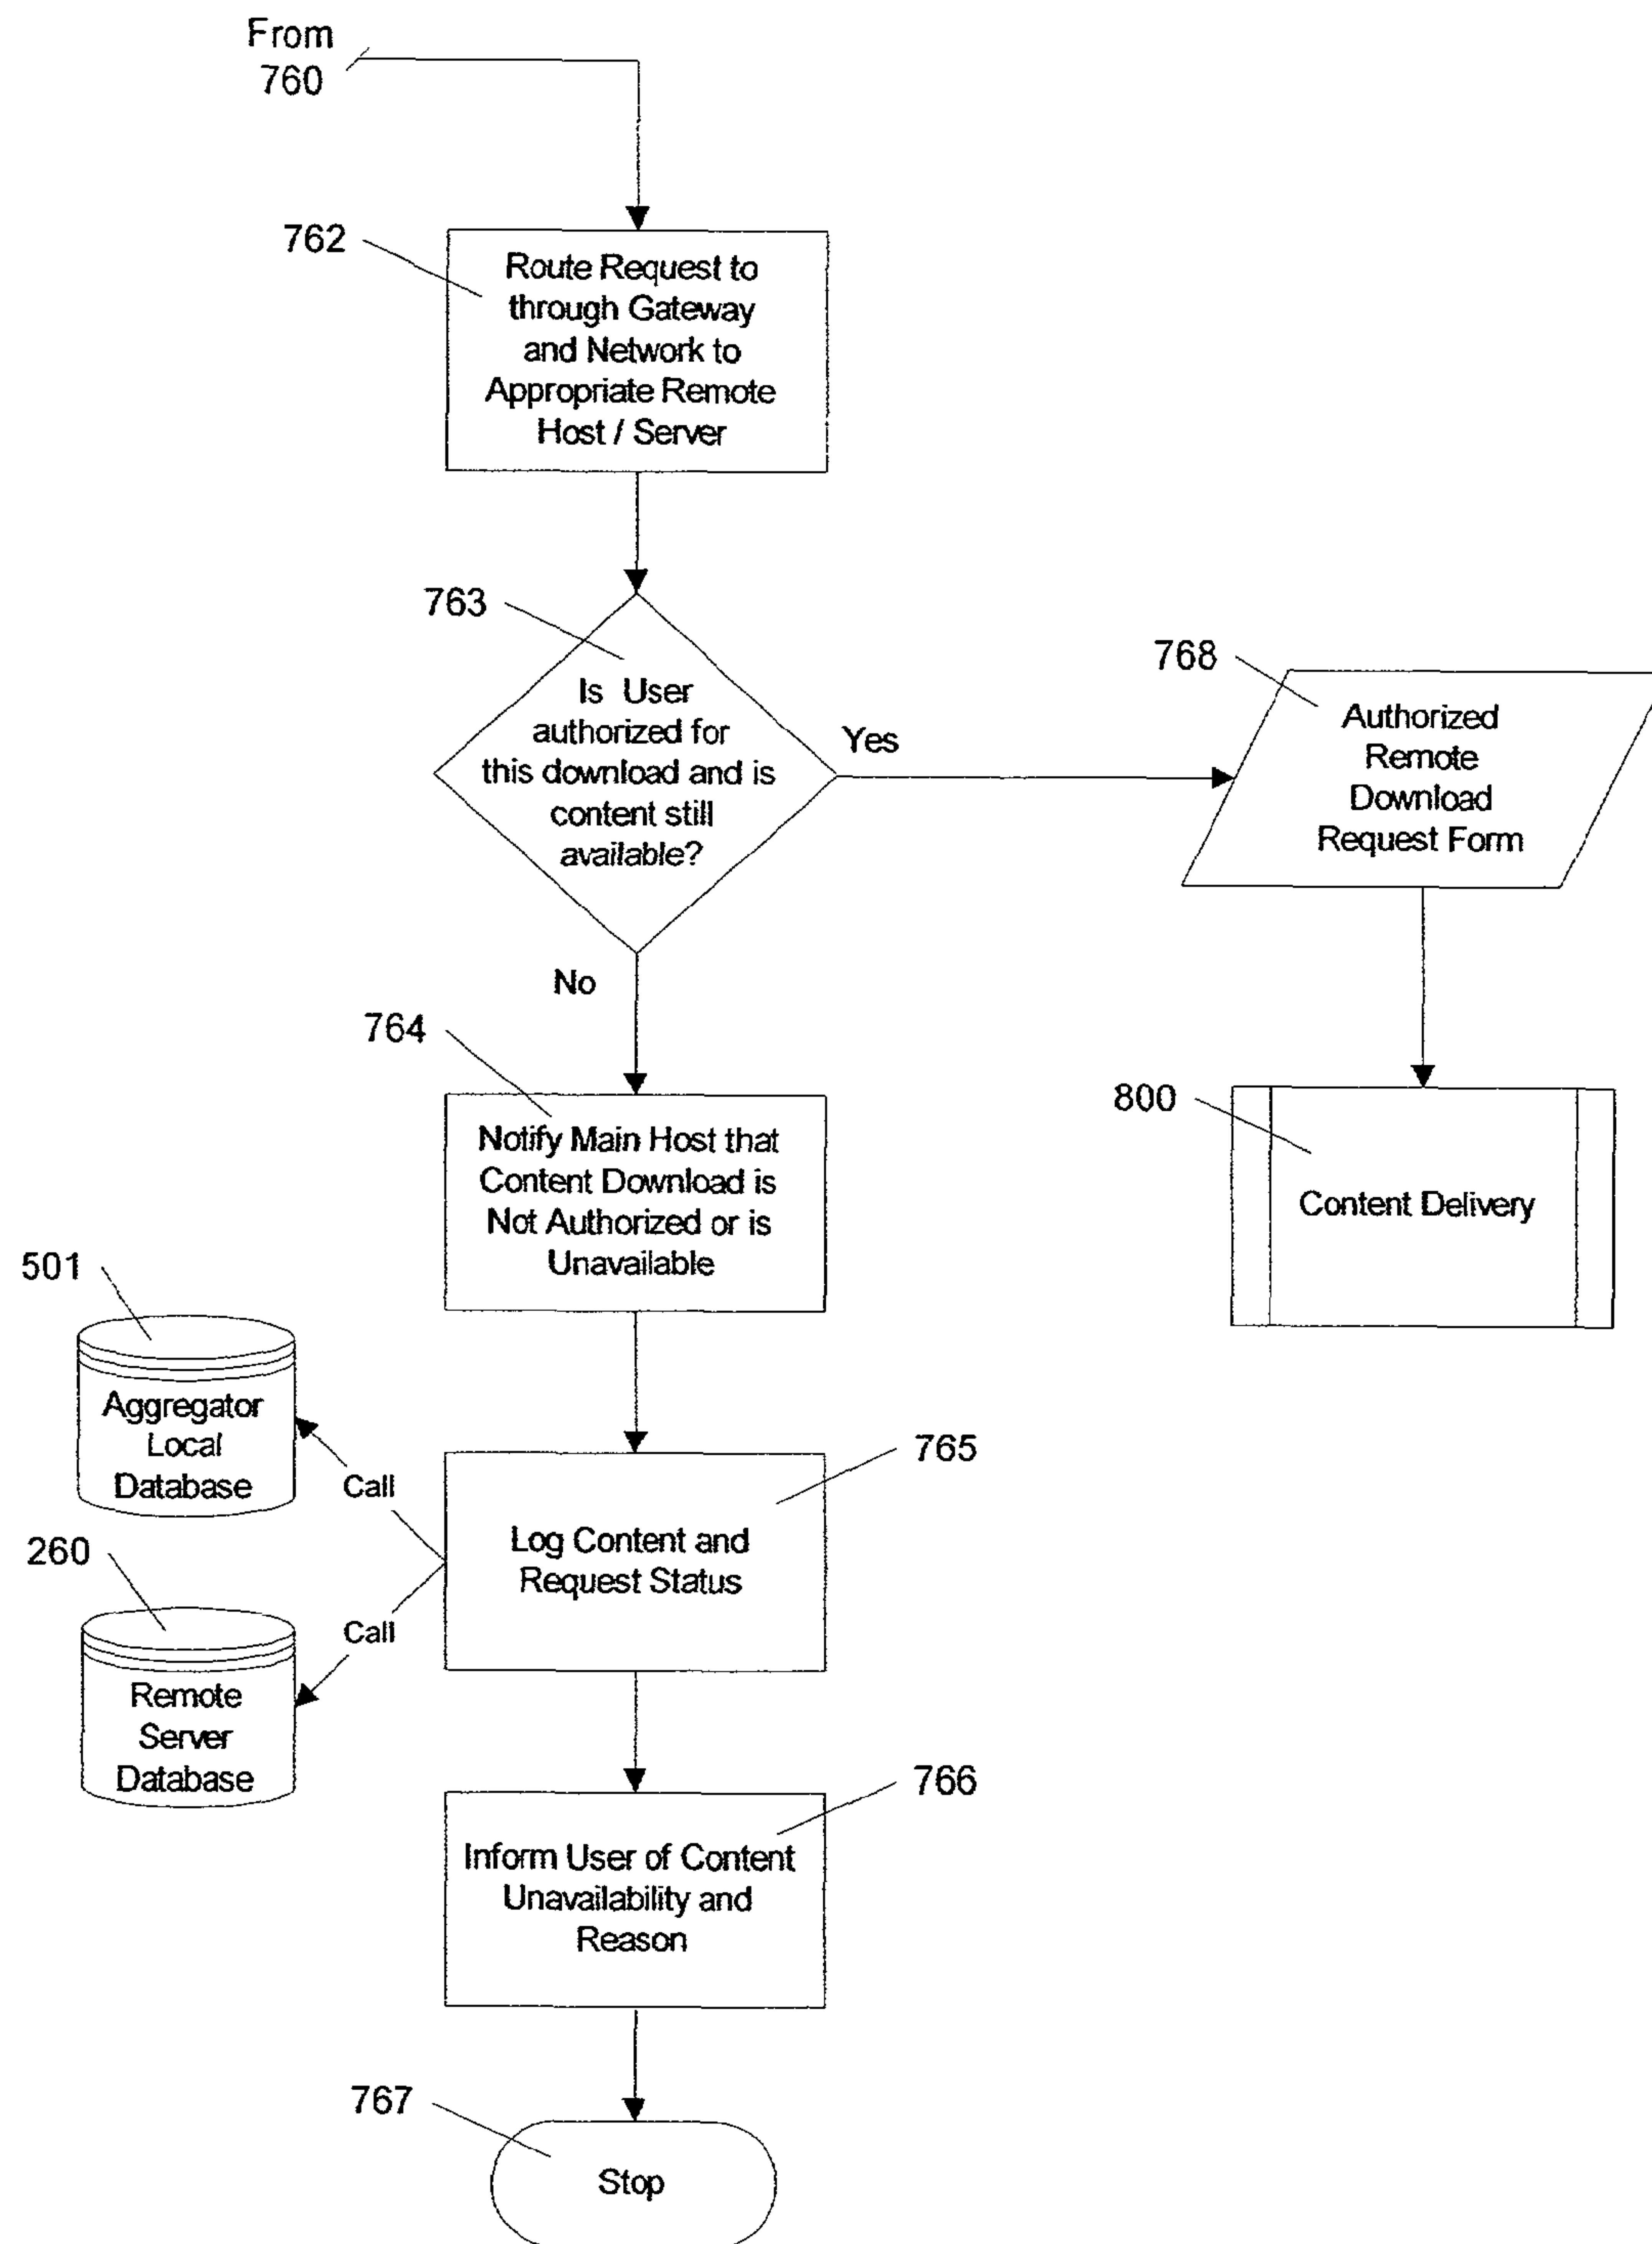 From
760
762
Route Request to
through Gateway
and Network to
Appropriate Remote
Host / Server
763
Is User
authorized for
this download and is
content still
available?
Yes
768
Authorized
Remote
Download
Request Form
No
764
Notify Main Host that
Content Download is
Not Authorized or is
Unavailable
800
Content Delivery
501
Aggregator
Local
Database
Call
765
Log Content and
Request Status
260
Call
Remote
Server
Database
766
Inform User of Content
Unavailability and
Reason
767
Stop